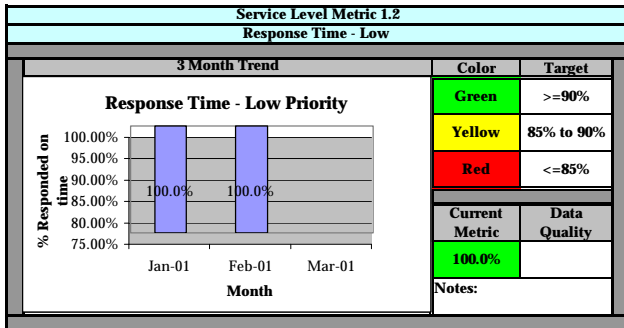 Service Level Metric 1.2
Response Time - Low
3 Month Trend
Color
Target
Response Time - Low Priority
Green
>=90%
Yellow
85% to 90%
Red
<=85%
% Responded on
time
100.00%
95.00%
90.00%
85.00%
80.00%
75.00%
100.0%
100.0%
Jan-01
Feb-01
Mar-01
Month
Current
Metric
Data
Quality
100.0%
Notes: